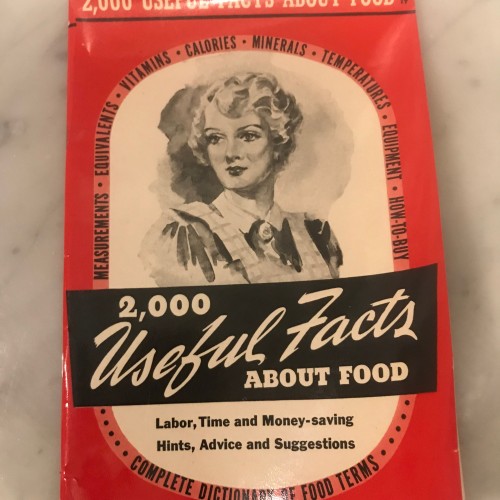 2,000 USEFUL FACTS ABOUT FOOD
MEASUREMENTS • EQUIVALENTS • VITAMINS • CALORIES • MINERALS • TEMPERATURES • EQUIPMENT • HOW-TO-BUY
2,000
Useful Facts
ABOUT FOOD
Labor, Time and Money-saving
Hints, Advice and Suggestions
• COMPLETE DICTIONARY OF FOOD TERMS •